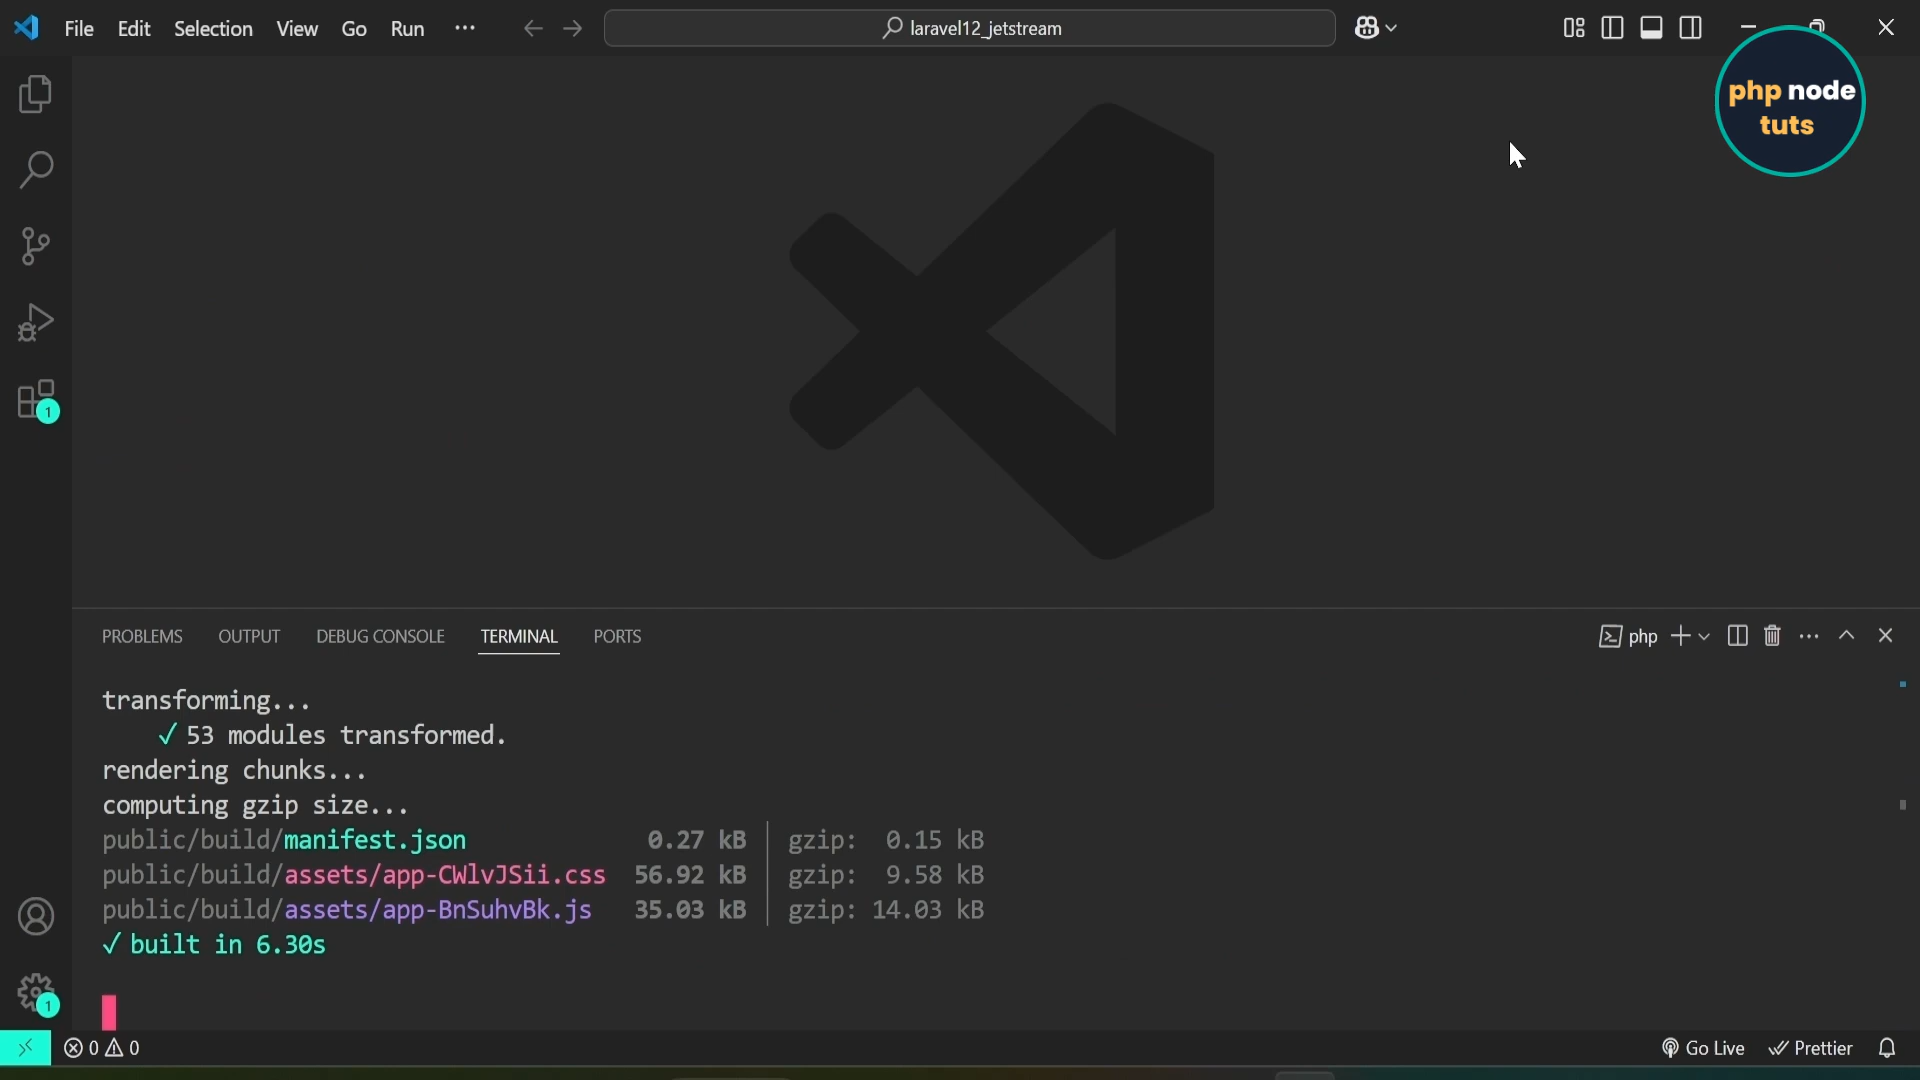 File Edit Selection View Go Run ··· laravel12_jetstream
php node
tuts
1
PROBLEMS OUTPUT DEBUG CONSOLE TERMINAL PORTS php
transforming...
✓ 53 modules transformed.
rendering chunks...
computing gzip size...
public/build/manifest.json 0.27 kB │ gzip: 0.15 kB
public/build/assets/app-CWlvJSii.css 56.92 kB │ gzip: 9.58 kB
public/build/assets/app-BnSuhvBk.js 35.03 kB │ gzip: 14.03 kB
✓ built in 6.30s
1
0 0 Go Live Prettier